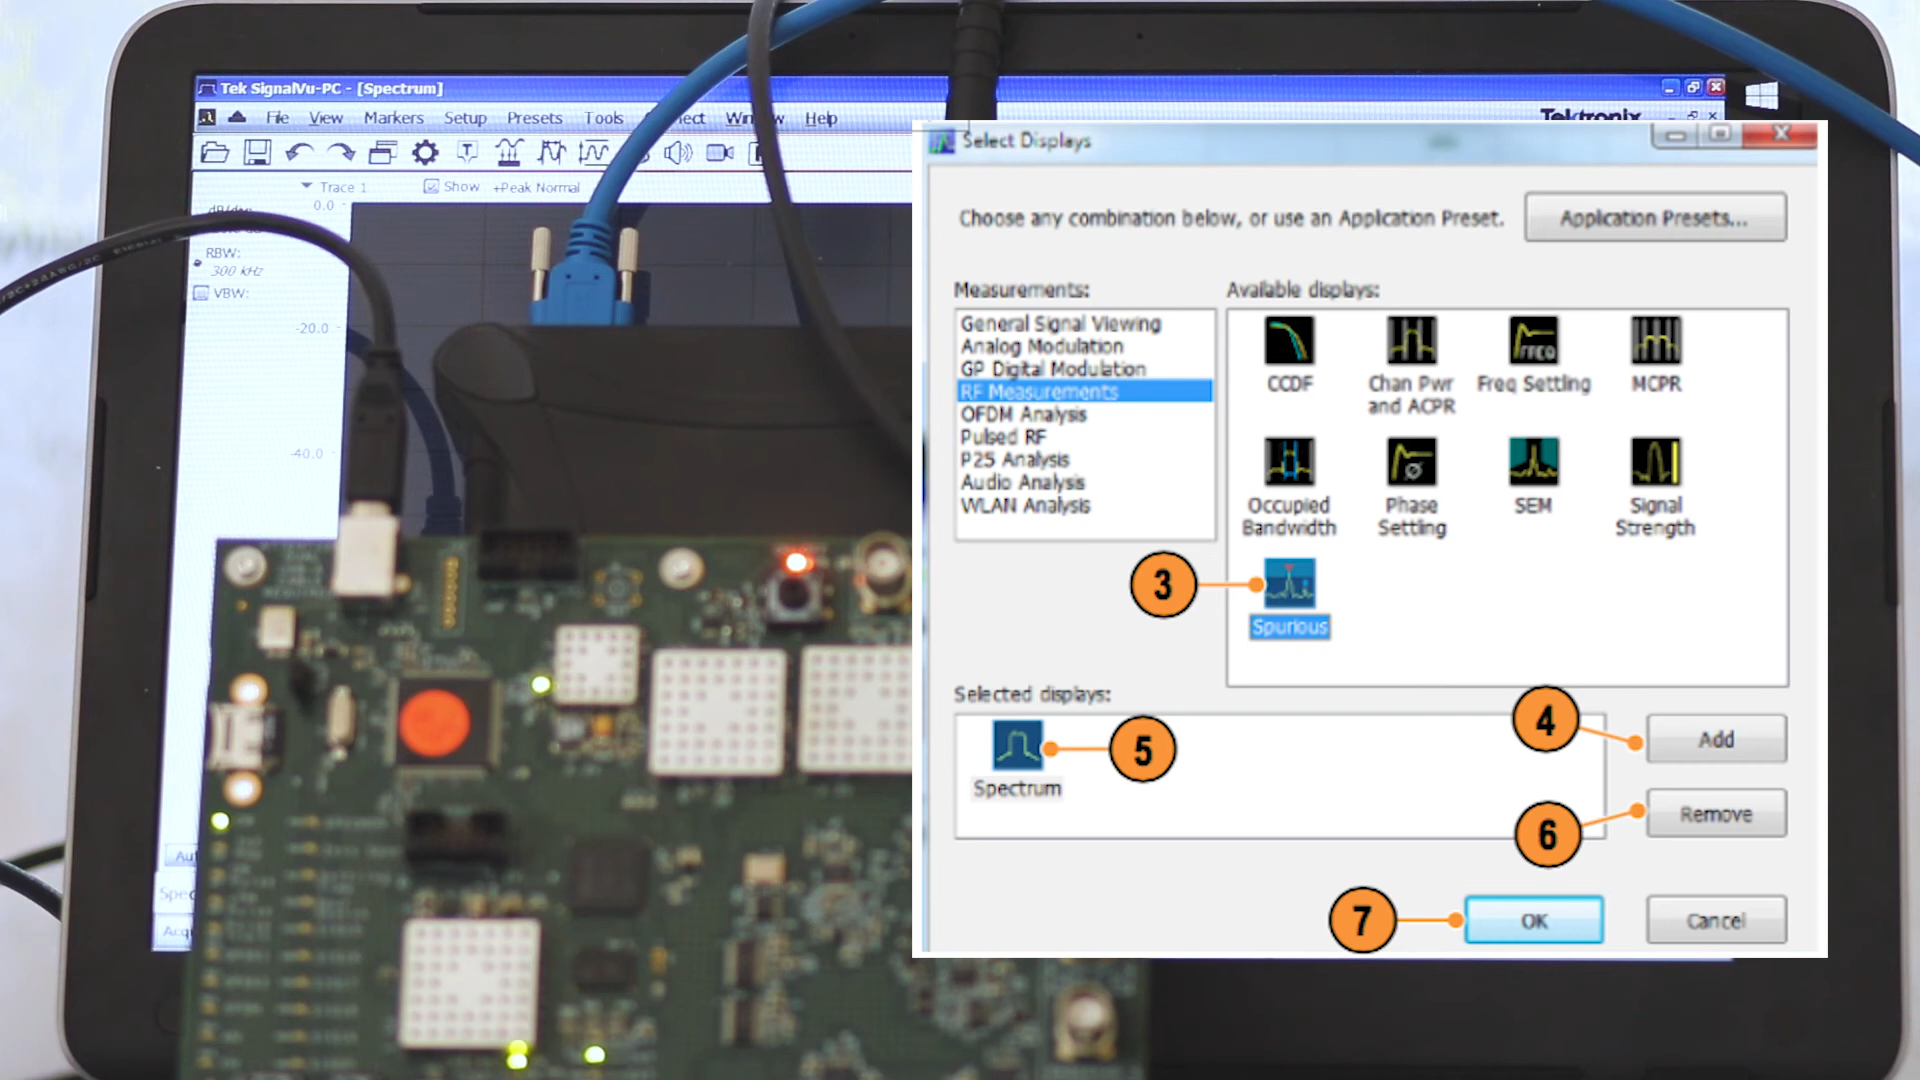 Tek SignalVu-PC - [Spectrum]
File View Markers Setup Presets Tools Help
Tektronix
Trace 1 Show +Peak Normal
0.0
RBW:
300 kHz
VBW:
-20.0
-40.0
Select Displays
Choose any combination below, or use an Application Preset.
Application Presets...
Measurements:
Available displays:
General Signal Viewing
Analog Modulation
GP Digital Modulation
RF Measurements
OFDM Analysis
Pulsed RF
P25 Analysis
Audio Analysis
WLAN Analysis
CCDF
Chan Pwr
and ACPR
FREQ
Freq Settling
MCPR
Occupied
Bandwidth
Phase
Settling
SEM
Signal
Strength
3
Spurious
Selected displays:
Spectrum
5
4
Add
6
Remove
7
OK
Cancel